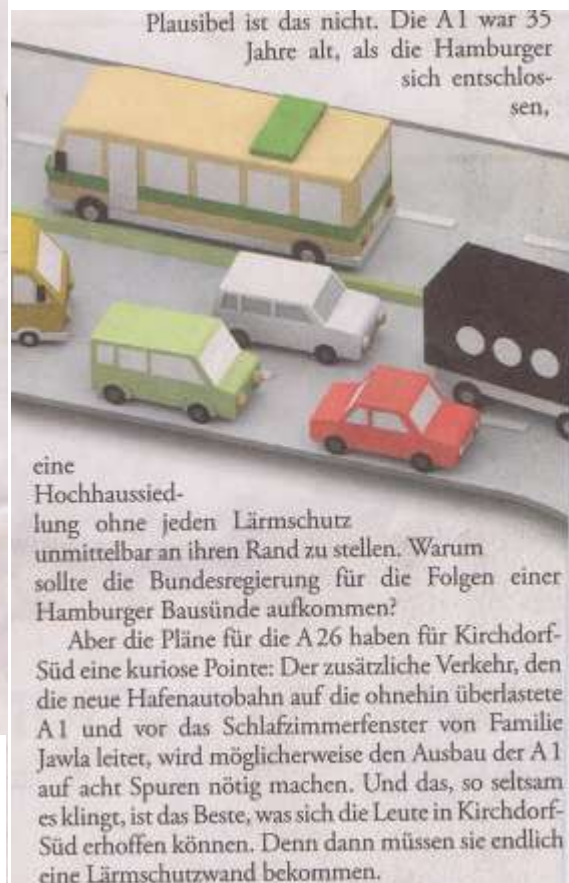 Plausibel ist das nicht. Die A 1 war 35
Jahre alt, als die Hamburger
sich entschlos-
sen,
eine
Hochhaussied-
lung ohne jeden Lärmschutz
unmittelbar an ihren Rand zu stellen. Warum
sollte die Bundesregierung für die Folgen einer
Hamburger Bausünde aufkommen?
Aber die Pläne für die A 26 haben für Kirchdorf-
Süd eine kuriose Pointe: Der zusätzliche Verkehr, den
die neue Hafenautobahn auf die ohnehin überlastete
A 1 und vor das Schlafzimmerfenster von Familie
Jawla leitet, wird möglicherweise den Ausbau der A 1
auf acht Spuren nötig machen. Und das, so seltsam
es klingt, ist das Beste, was sich die Leute in Kirchdorf-
Süd erhoffen können. Denn dann müssen sie endlich
eine Lärmschutzwand bekommen.